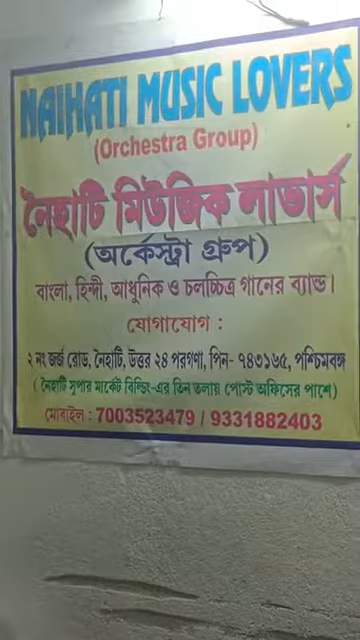 NAIHATI MUSIC LOVERS
(Orchestra Group)
নৈহাটি মিউজিক লাভার্স
(অর্কেস্ট্রা গ্রুপ)
বাংলা, হিন্দী, আধুনিক ও চলচ্চিত্র গানের ব্যান্ড।
যোগাযোগ :
২ নং জর্জ রোড, নৈহাটি, উত্তর ২৪ পরগণা, পিন- ৭৪৩১৬৫, পশ্চিমবঙ্গ
( নৈহাটি সুপার মার্কেট বিল্ডিং-এর তিন তলায় পোস্ট অফিসের পাশে)
মোবাইল : 7003523479 / 9331882403